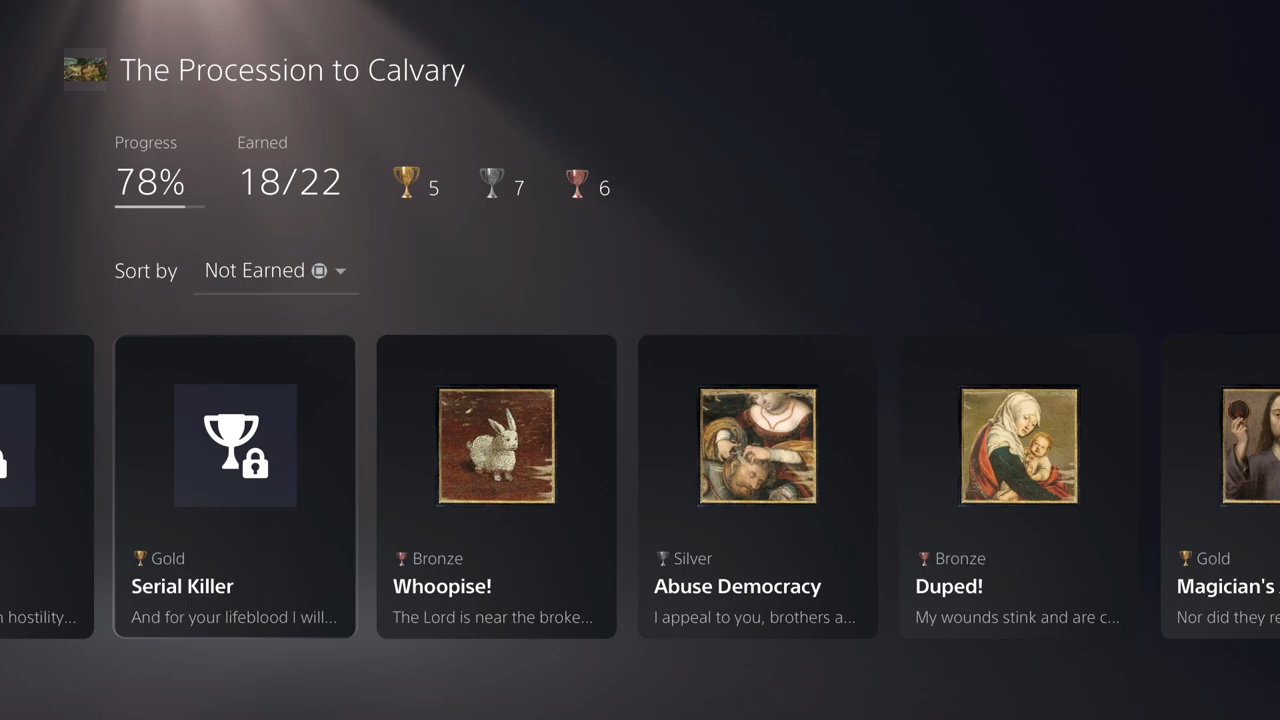 The Procession to Calvary
Progress
Earned
78%
18/22
5
7
6
Sort by
Not Earned
Gold
Bronze
Silver
Bronze
Gold
Serial Killer
Whoopise!
Abuse Democracy
Duped!
Magician's
hostility...
And for your lifeblood I will...
The Lord is near the broke...
I appeal to you, brothers a...
My wounds stink and are c...
Nor did they re